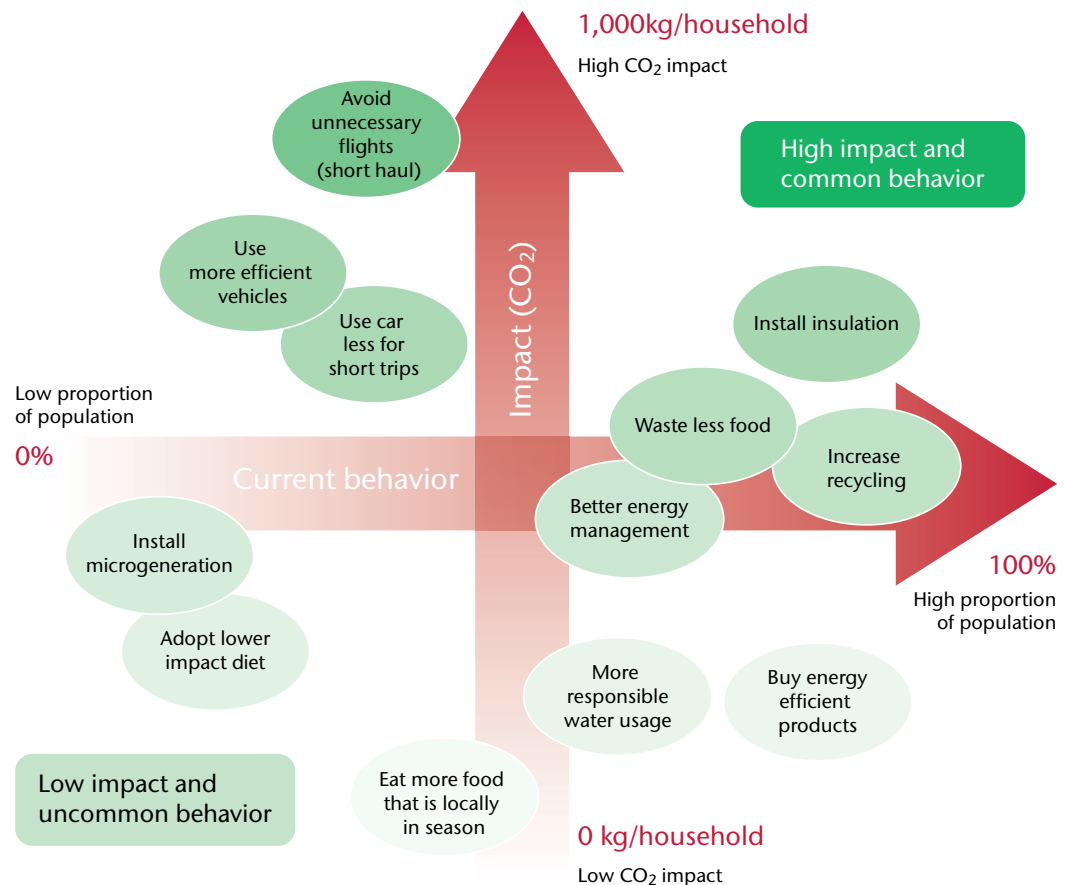 1,000kg/household
High CO₂ impact
Avoid
unnecessary
flights
(short haul)
High impact and
common behavior
Use
more efficient
vehicles
Impact (CO₂)
Install insulation
Use car
less for
short trips
Low proportion
of population
0%
Waste less food
Current behavior
Increase
recycling
Better energy
management
Install
microgeneration
100%
High proportion
of population
Adopt lower
impact diet
More
responsible
water usage
Buy energy
efficient
products
Low impact and
uncommon behavior
Eat more food
that is locally
in season
0 kg/household
Low CO₂ impact